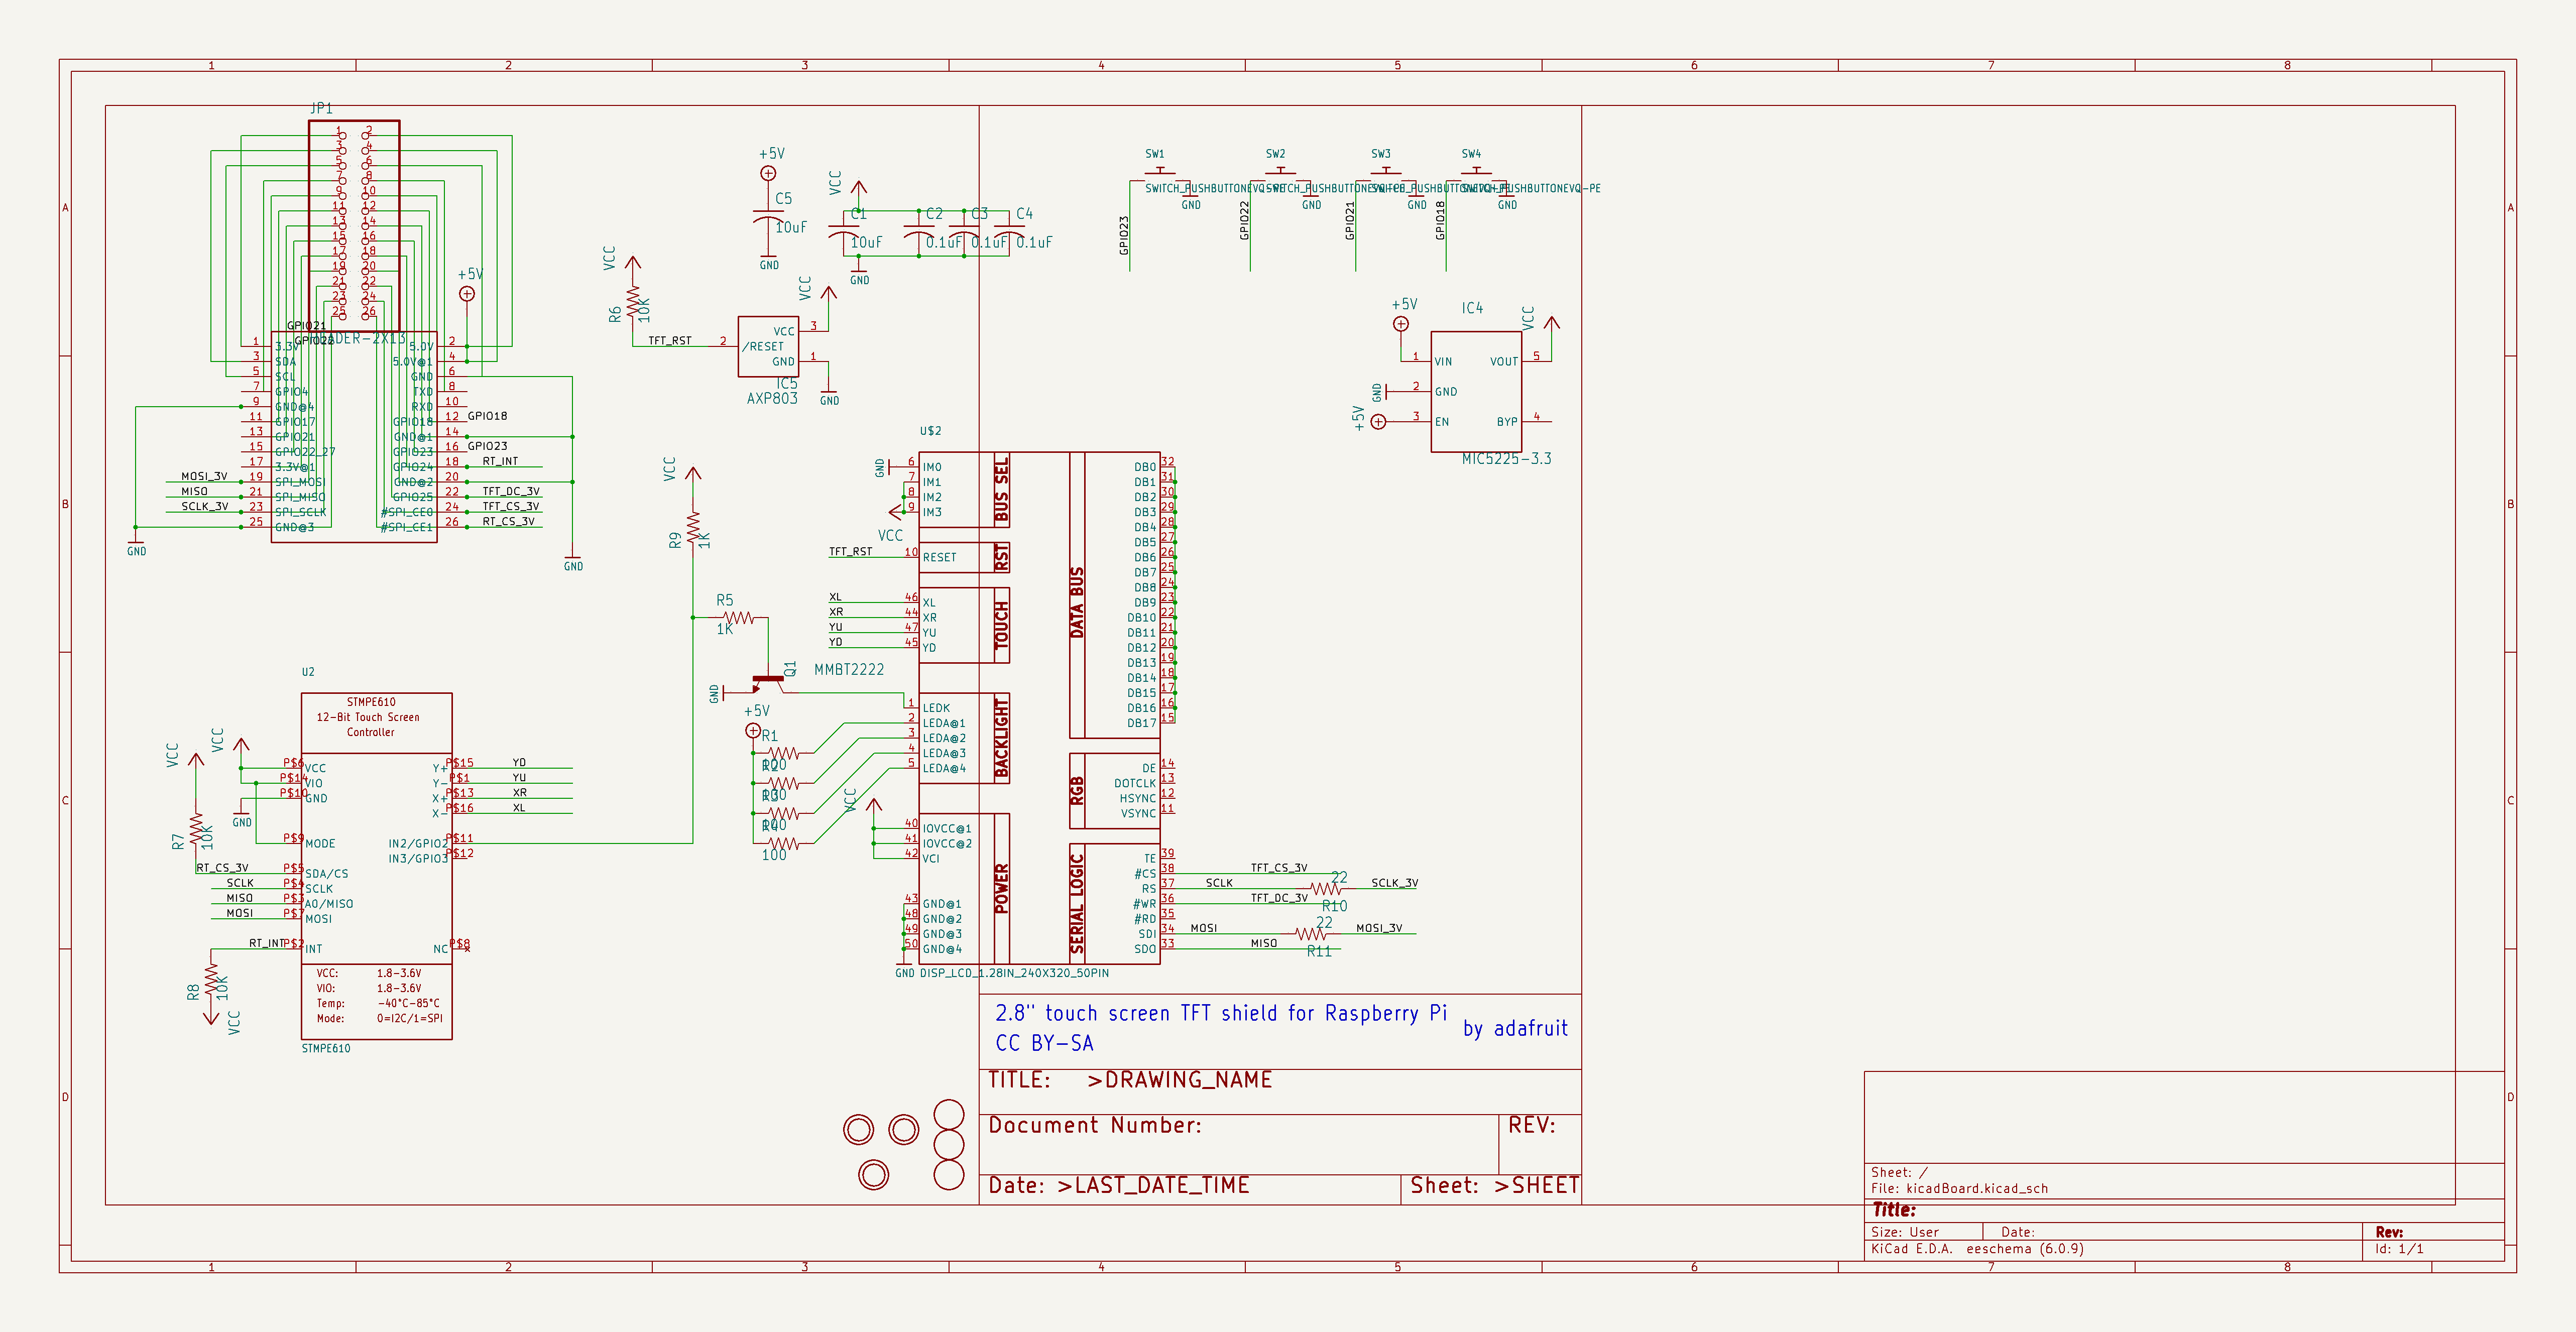 1 2 3 4 5 6 7 8
A
B
C
D
A
B
C
D
1 2 3 4 5 6 7 8
JP1
1 2
3 4
5 6
7 8
9 10
11 12
13 14
15 16
17 18
19 20
21 22
23 24
25 26
+5V
GPIO21
GPIO22
1 3.3V 5.0V 2
3 SDA 5.0V@1 4
5 SCL GND 6
7 GPIO4 TXD 8
9 GND@4 RXD 10
11 GPIO17 GPIO18 12 GPIO18
13 GPIO21 GND@1 14
15 GPIO22_27 GPIO23 16 GPIO23
17 3.3V@1 GPIO24 18 RT_INT
MOSI_3V 19 SPI_MOSI GND@2 20
MISO 21 SPI_MISO GPIO25 22 TFT_DC_3V
SCLK_3V 23 SPI_SCLK #SPI_CE0 24 TFT_CS_3V
25 GND@3 #SPI_CE1 26 RT_CS_3V
GND
GND
+5V
C5
10uF
GND
VCC
C1 C2 C3 C4
10uF 0.1uF 0.1uF 0.1uF
GND
VCC
R6
10K
TFT_RST
VCC
2 /RESET
VCC 3
GND 1
IC5
AXP803
GND
SW1 SW2 SW3 SW4
SWITCH_PUSHBUTTONEVQ-PE
GND GND GND GND
GPIO23 GPIO22 GPIO21 GPIO18
+5V
IC4
VCC
1 VIN VOUT 5
GND 2 GND
+5V 3 EN BYP 4
MIC5225-3.3
U$2
GND 6 IM0
7 IM1
8 IM2
9 IM3
VCC
BUS SEL
TFT_RST 10 RESET
RST
XL 46 XL
XR 44 XR
YU 47 YU
YD 45 YD
TOUCH
1 LEDK
2 LEDA@1
3 LEDA@2
4 LEDA@3
5 LEDA@4
BACKLIGHT
VCC
40 IOVCC@1
41 IOVCC@2
42 VCI
43 GND@1
48 GND@2
49 GND@3
50 GND@4
POWER
GND
DATA BUS
DB0 32
DB1 31
DB2 30
DB3 29
DB4 28
DB5 27
DB6 26
DB7 25
DB8 24
DB9 23
DB10 22
DB11 21
DB12 20
DB13 19
DB14 18
DB15 17
DB16 16
DB17 15
RGB
DE 14
DOTCLK 13
HSYNC 12
VSYNC 11
SERIAL LOGIC
TE 39
#CS 38 TFT_CS_3V
RS 37 SCLK 22 R10 SCLK_3V
#WR 36 TFT_DC_3V
#RD 35
SDI 34 MOSI 22 R11 MOSI_3V
SDO 33 MISO
DISP_LCD_1.28IN_240X320_50PIN
VCC
R9
1K
R5
1K
Q1
MMBT2222
GND
+5V
R1
R2
R3
R4
100
U2
STMPE610
12-Bit Touch Screen
Controller
VCC
VCC
P$6 VCC Y+ P$15 YD
P$14 VIO Y- P$1 YU
P$10 GND X+ P$13 XR
X- P$16 XL
GND
R7
10K
P$9 MODE IN2/GPIO2 P$11
IN3/GPIO3 P$12
RT_CS_3V P$5 SDA/CS
SCLK P$4 SCLK
MISO P$3 A0/MISO
MOSI P$7 MOSI
RT_INT P$2 INT NC P$8
R8
10K
VCC
VCC: 1.8-3.6V
VIO: 1.8-3.6V
Temp: -40°C-85°C
Mode: 0=I2C/1=SPI
STMPE610
2.8" touch screen TFT shield for Raspberry Pi
by adafruit
CC BY-SA
TITLE: >DRAWING_NAME
Document Number:
REV:
Date: >LAST_DATE_TIME
Sheet: >SHEET
Sheet: /
File: kicadBoard.kicad_sch
Title:
Size: User Date: Rev:
KiCad E.D.A. eeschema (6.0.9) Id: 1/1